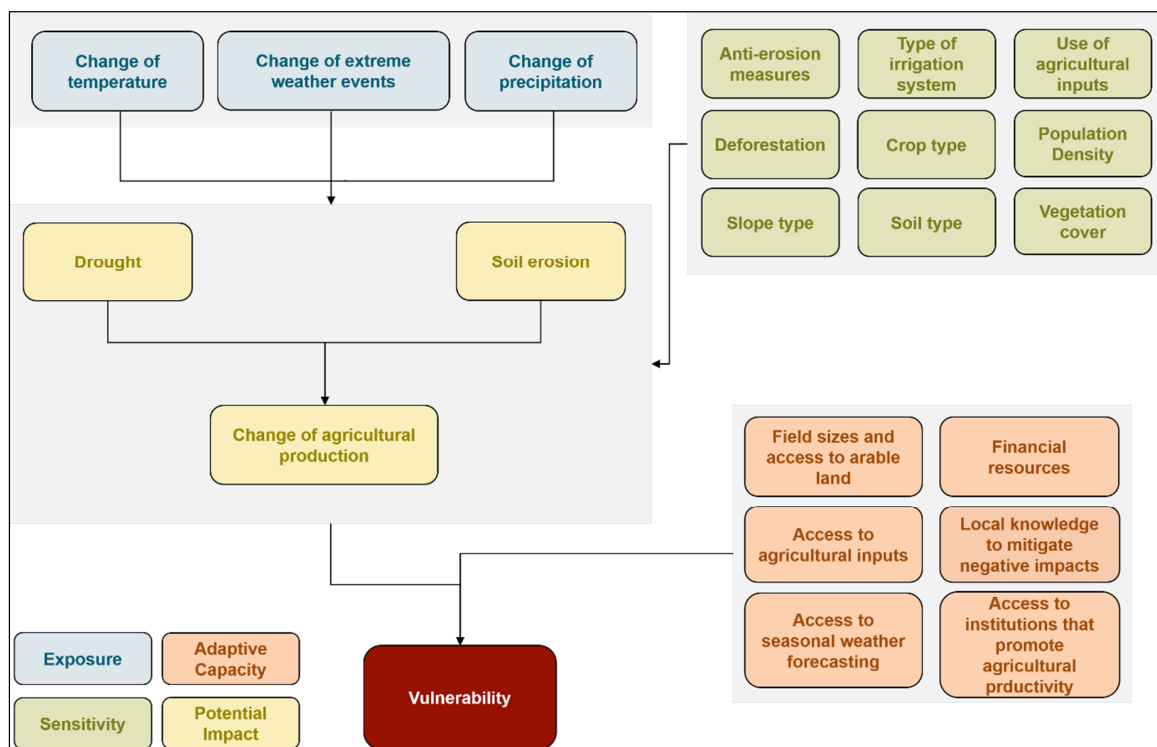 Change of
temperature
Change of extreme
weather events
Change of
precipitation
Anti-erosion
measures
Type of
irrigation
system
Use of
agricultural
inputs
Deforestation
Crop type
Population
Density
Slope type
Soil type
Vegetation
cover
Drought
Soil erosion
Change of agricultural
production
Field sizes and
access to arable
land
Financial
resources
Access to
agricultural inputs
Local knowledge
to mitigate
negative impacts
Access to
seasonal weather
forecasting
Access to
institutions that
promote
agricultural
prductivity
Vulnerability
Exposure
Adaptive
Capacity
Sensitivity
Potential
Impact